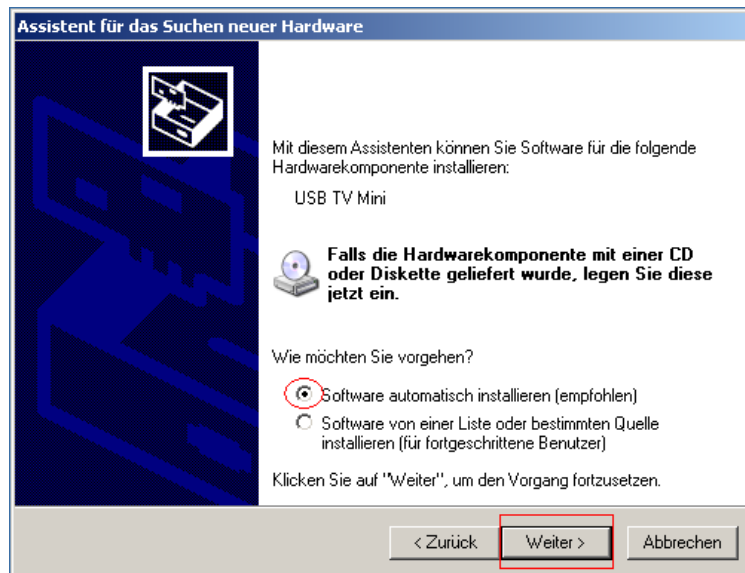 Assistent für das Suchen neuer Hardware
Mit diesem Assistenten können Sie Software für die folgende
Hardwarekomponente installieren:
USB TV Mini
Falls die Hardwarekomponente mit einer CD
oder Diskette geliefert wurde, legen Sie diese
jetzt ein.
Wie möchten Sie vorgehen?
Software automatisch installieren (empfohlen)
Software von einer Liste oder bestimmten Quelle
installieren (für fortgeschrittene Benutzer)
Klicken Sie auf "Weiter", um den Vorgang fortzusetzen.
< Zurück Weiter > Abbrechen